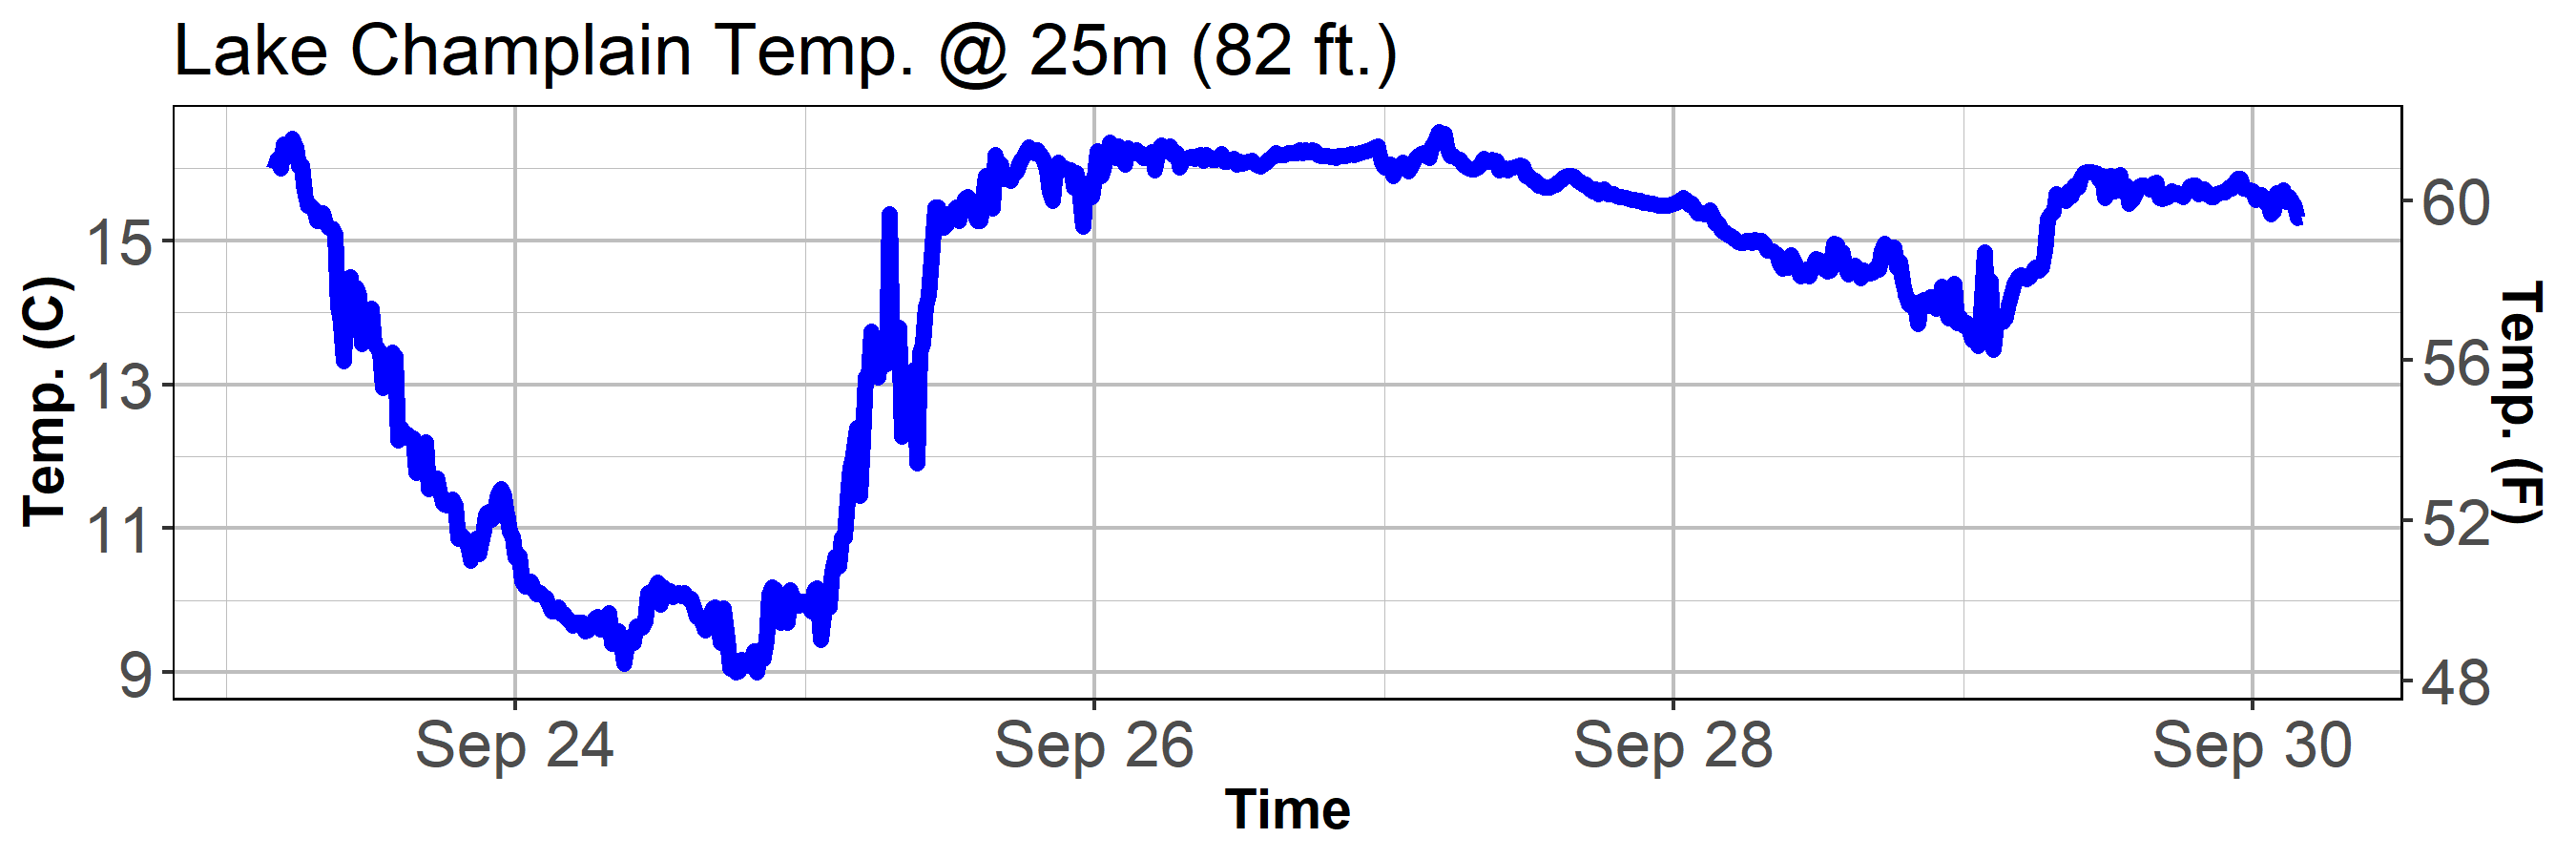 Lake Champlain Temp. @ 25m (82 ft.)
Temp. (C)
15
13
11
9
60
56
52
48
Temp. (F)
Sep 24 Sep 26 Sep 28 Sep 30
Time